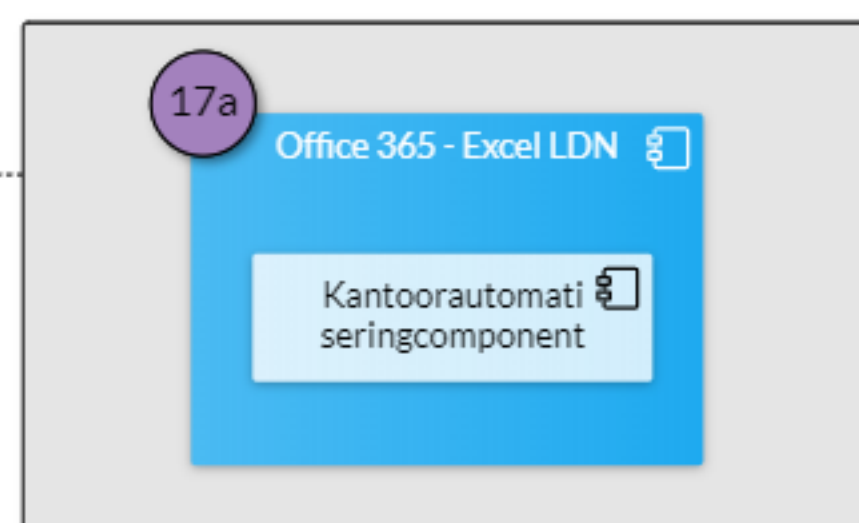 17a
Office 365 - Excel LDN
Kantoorautomati
seringcomponent